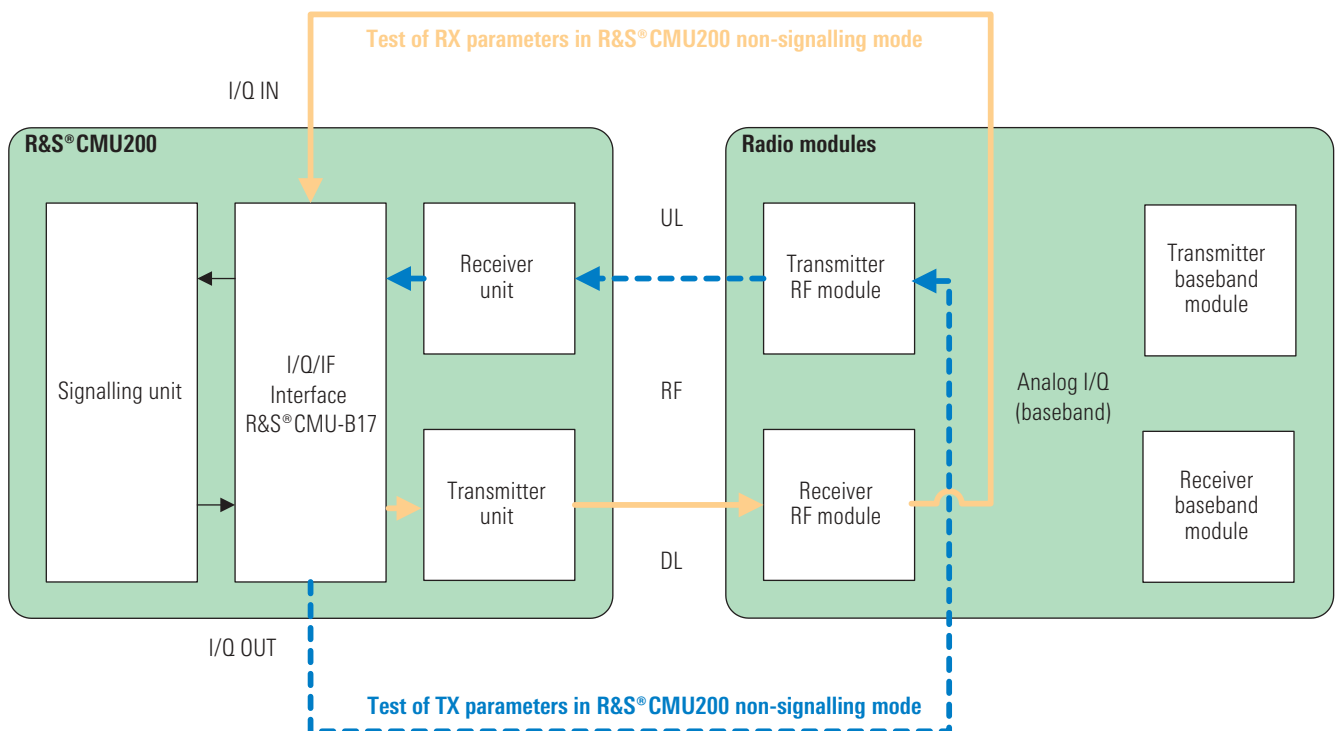 Test of RX parameters in R&S®CMU200 non-signalling mode
I/Q IN
R&S®CMU200
Signalling unit
I/Q/IF
Interface
R&S®CMU-B17
Receiver
unit
Transmitter
unit
UL
RF
DL
Radio modules
Transmitter
RF module
Receiver
RF module
Analog I/Q
(baseband)
Transmitter
baseband
module
Receiver
baseband
module
I/Q OUT
Test of TX parameters in R&S®CMU200 non-signalling mode